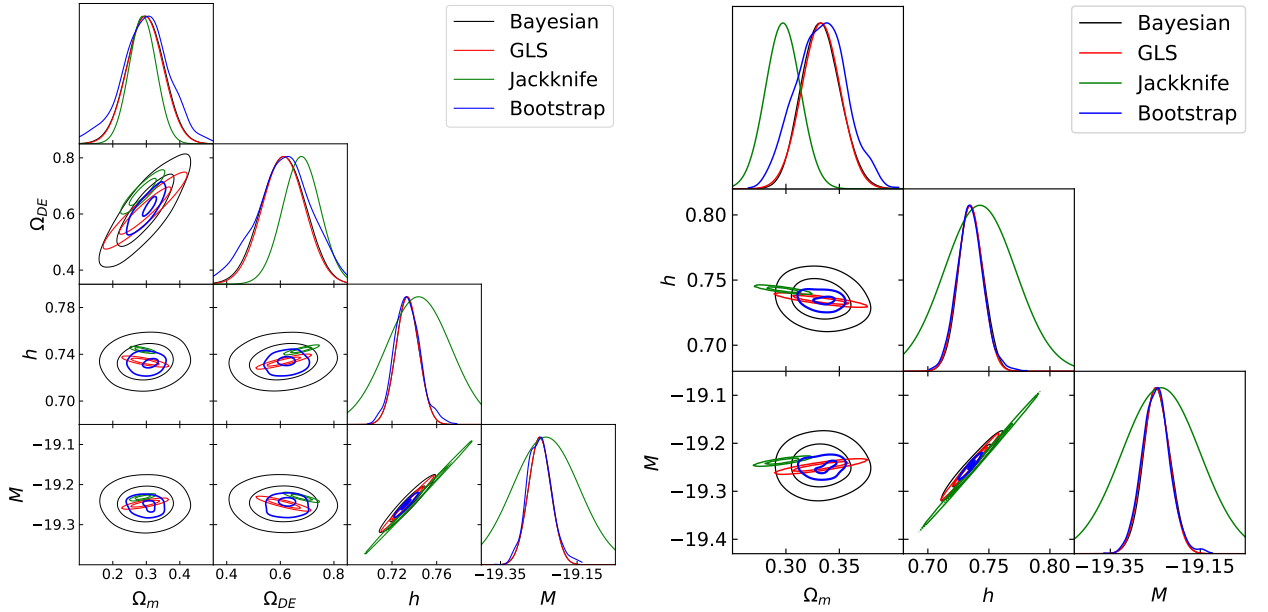 Bayesian
GLS
Jackknife
Bootstrap
0.8
0.6
0.4
Ω_DE
0.78
0.74
0.70
h
−19.1
−19.2
−19.3
M
0.2 0.3 0.4
0.4 0.6 0.8
0.72 0.76
−19.35 −19.15
Ω_m
Ω_DE
h
M
Bayesian
GLS
Jackknife
Bootstrap
0.80
0.75
0.70
h
−19.1
−19.2
−19.3
−19.4
M
0.30 0.35
0.70 0.75 0.80
−19.35 −19.15
Ω_m
h
M